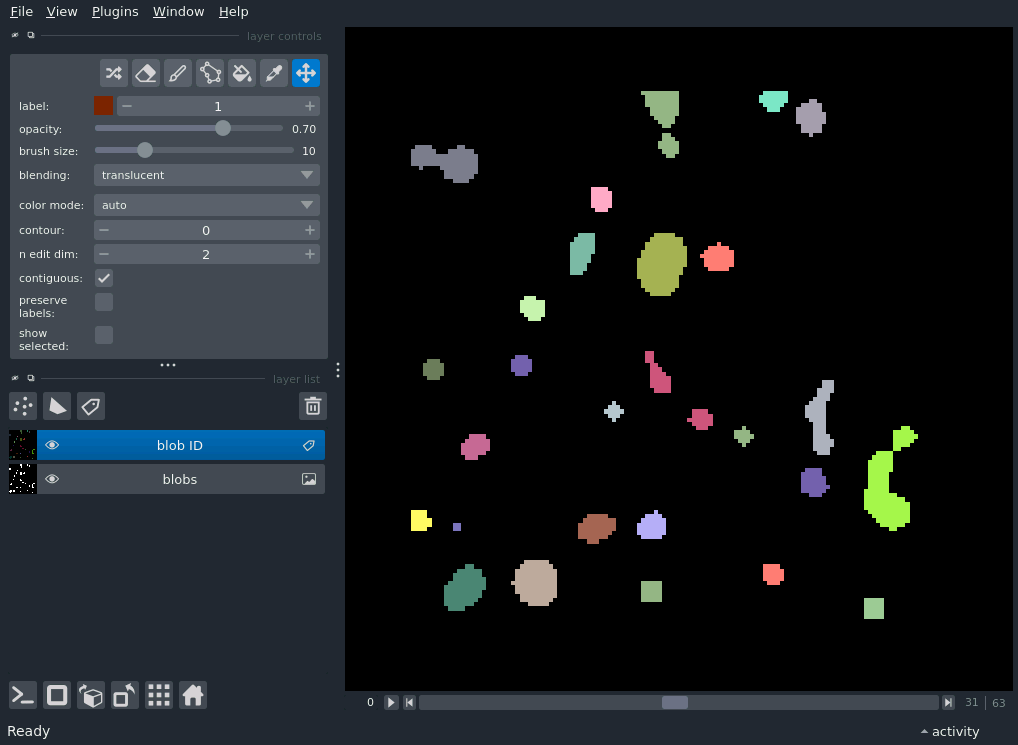 File View Plugins Window Help
layer controls
label: 1
opacity: 0.70
brush size: 10
blending: translucent
color mode: auto
contour: 0
n edit dim: 2
contiguous:
preserve
labels:
show
selected:
layer list
blob ID
blobs
0 31 63
Ready activity